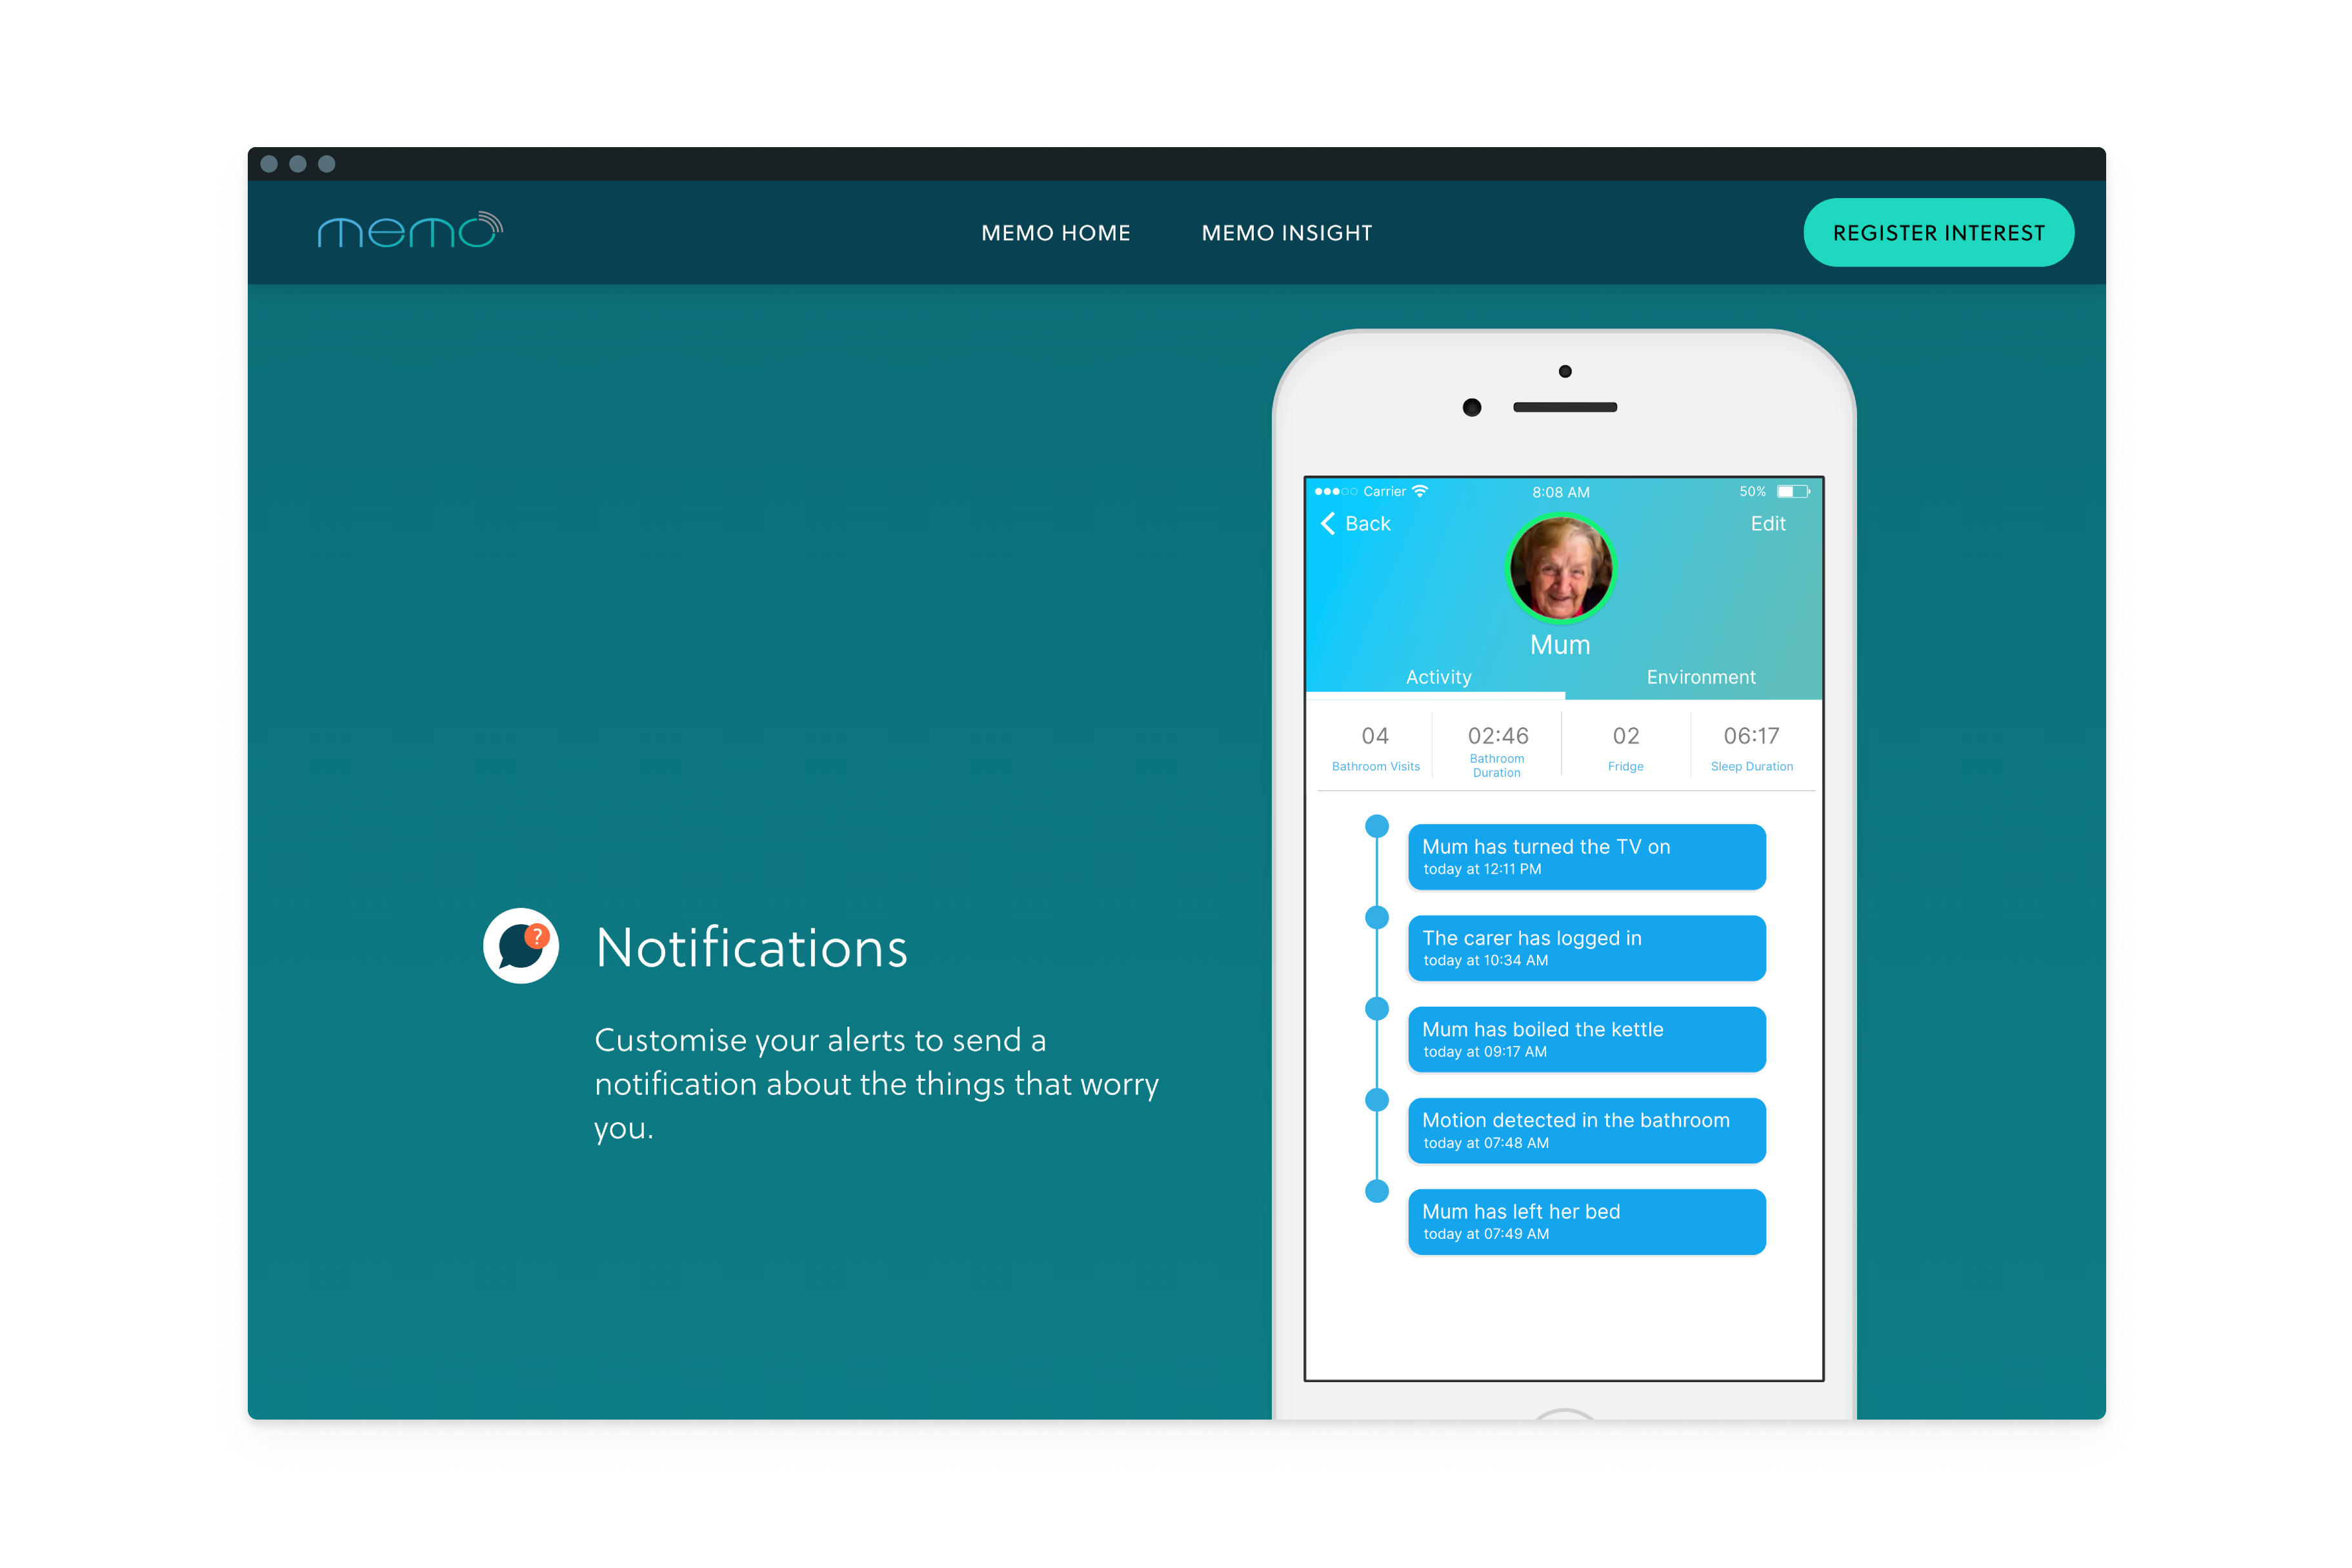 memo
MEMO HOME
MEMO INSIGHT
REGISTER INTEREST
Notifications
?
Customise your alerts to send a
notification about the things that worry
you.
Carrier
8:08 AM
50%
Back
Edit
Mum
Activity
Environment
04
Bathroom Visits
02:46
Bathroom
Duration
02
Fridge
06:17
Sleep Duration
Mum has turned the TV on
today at 12:11 PM
The carer has logged in
today at 10:34 AM
Mum has boiled the kettle
today at 09:17 AM
Motion detected in the bathroom
today at 07:48 AM
Mum has left her bed
today at 07:49 AM